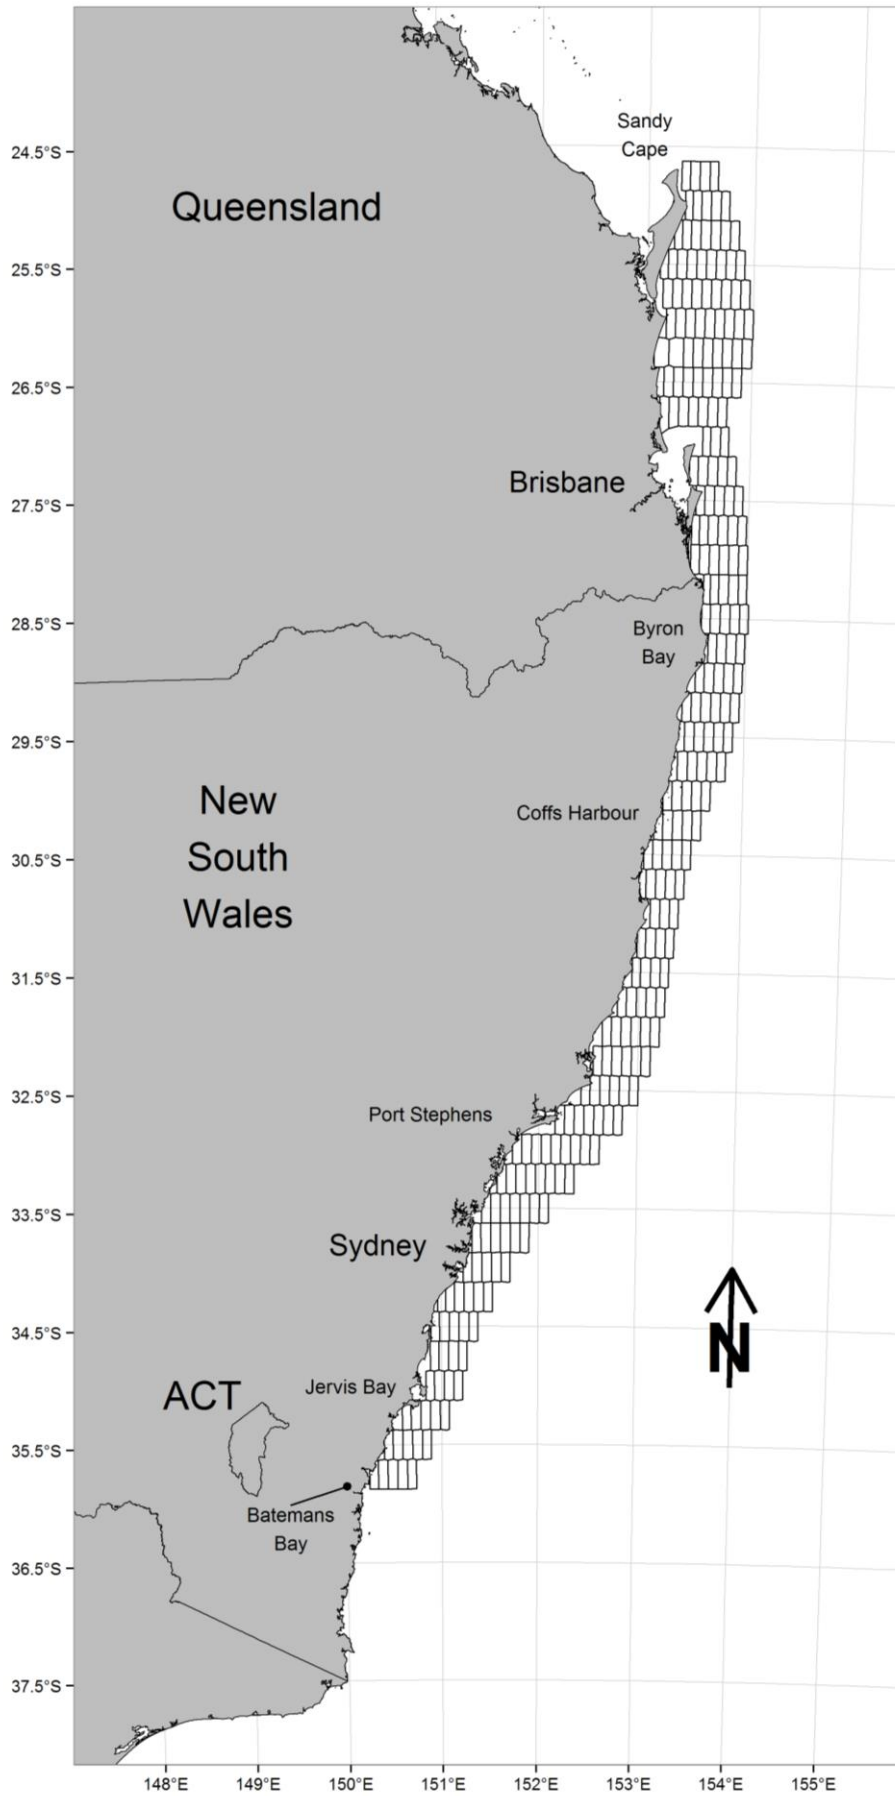 Sandy
Cape
24.5°S
Queensland
25.5°S
26.5°S
Brisbane
27.5°S
28.5°S
Byron
Bay
29.5°S
New
South
Wales
Coffs Harbour
30.5°S
31.5°S
32.5°S
Port Stephens
33.5°S
Sydney
34.5°S
N
Jervis Bay
ACT
35.5°S
Batemans
Bay
36.5°S
37.5°S
148°E 149°E 150°E 151°E 152°E 153°E 154°E 155°E